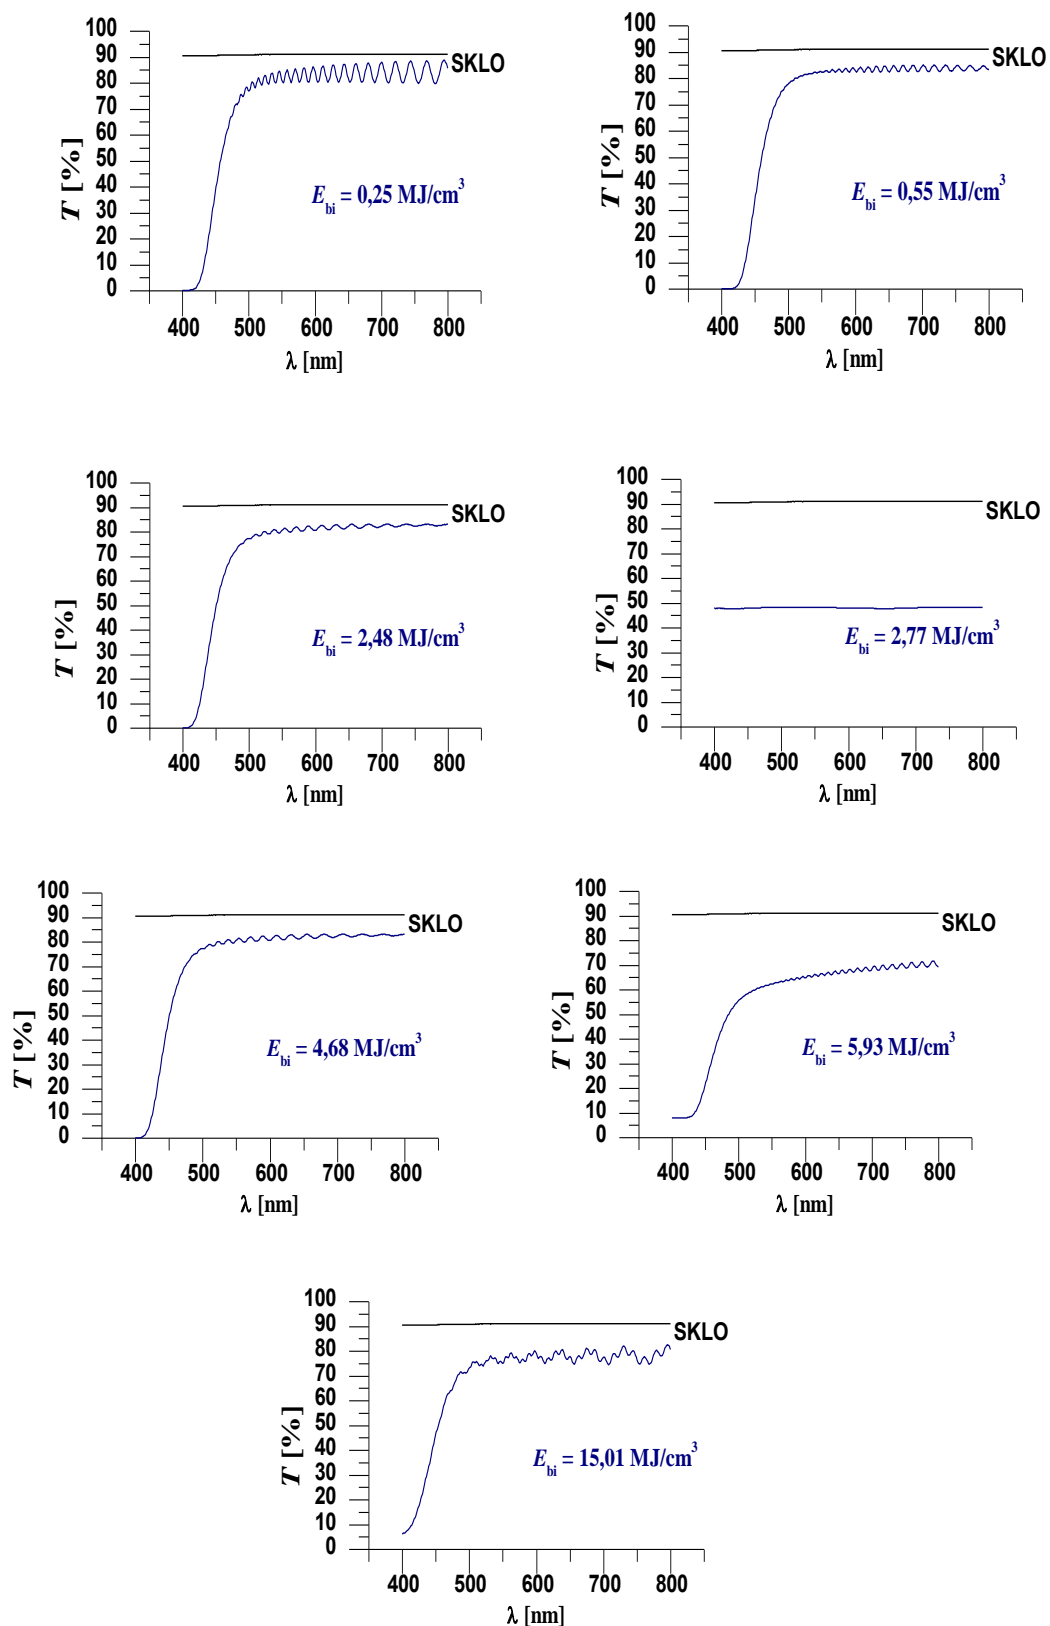 100
90
80
70
60
50
40
30
20
10
0
T [%]
SKLO
E_bi = 0,25 MJ/cm³
400 500 600 700 800
λ [nm]
100
90
80
70
60
50
40
30
20
10
0
T [%]
SKLO
E_bi = 0,55 MJ/cm³
400 500 600 700 800
λ [nm]
100
90
80
70
60
50
40
30
20
10
0
T [%]
SKLO
E_bi = 2,48 MJ/cm³
400 500 600 700 800
λ [nm]
100
90
80
70
60
50
40
30
20
10
0
T [%]
SKLO
E_bi = 2,77 MJ/cm³
400 500 600 700 800
λ [nm]
100
90
80
70
60
50
40
30
20
10
0
T [%]
SKLO
E_bi = 4,68 MJ/cm³
400 500 600 700 800
λ [nm]
100
90
80
70
60
50
40
30
20
10
0
T [%]
SKLO
E_bi = 5,93 MJ/cm³
400 500 600 700 800
λ [nm]
100
90
80
70
60
50
40
30
20
10
0
T [%]
SKLO
E_bi = 15,01 MJ/cm³
400 500 600 700 800
λ [nm]